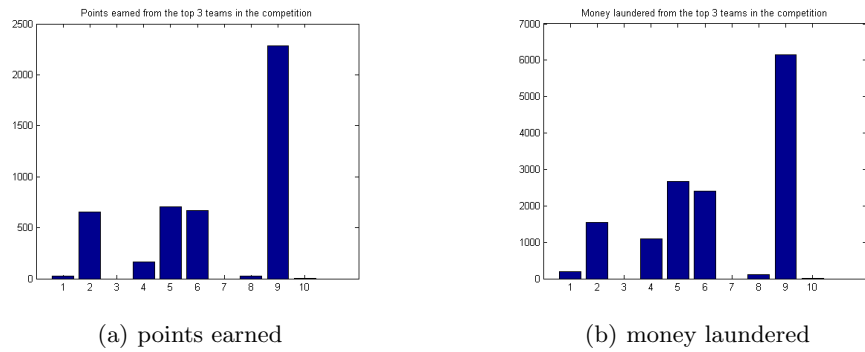 Points earned from the top 3 teams in the competition
2500
2000
1500
1000
500
0
1 2 3 4 5 6 7 8 9 10
(a) points earned
Money laundered from the top 3 teams in the competition
7000
6000
5000
4000
3000
2000
1000
0
1 2 3 4 5 6 7 8 9 10
(b) money laundered